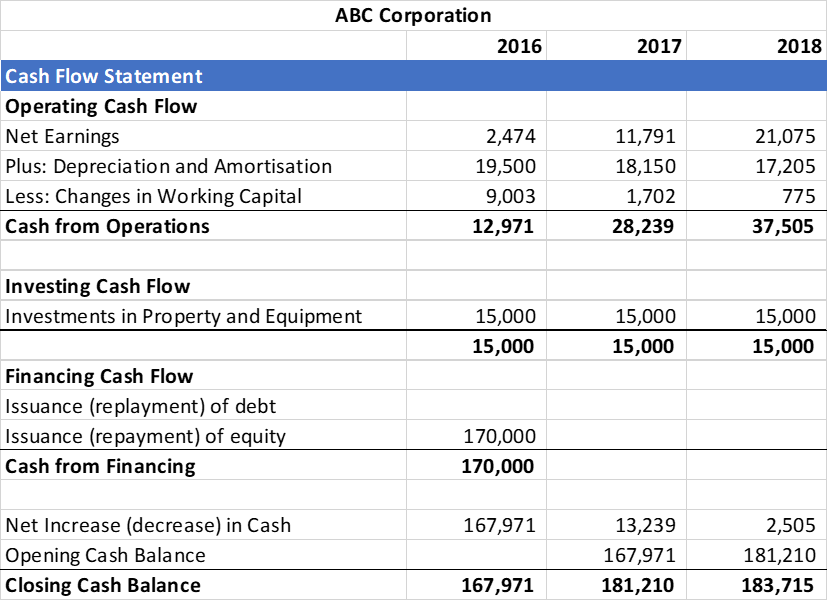 ABC Corporation
2016 2017 2018
Cash Flow Statement
Operating Cash Flow
Net Earnings 2,474 11,791 21,075
Plus: Depreciation and Amortisation 19,500 18,150 17,205
Less: Changes in Working Capital 9,003 1,702 775
Cash from Operations 12,971 28,239 37,505
Investing Cash Flow
Investments in Property and Equipment 15,000 15,000 15,000
15,000 15,000 15,000
Financing Cash Flow
Issuance (replayment) of debt
Issuance (repayment) of equity 170,000
Cash from Financing 170,000
Net Increase (decrease) in Cash 167,971 13,239 2,505
Opening Cash Balance 167,971 181,210
Closing Cash Balance 167,971 181,210 183,715